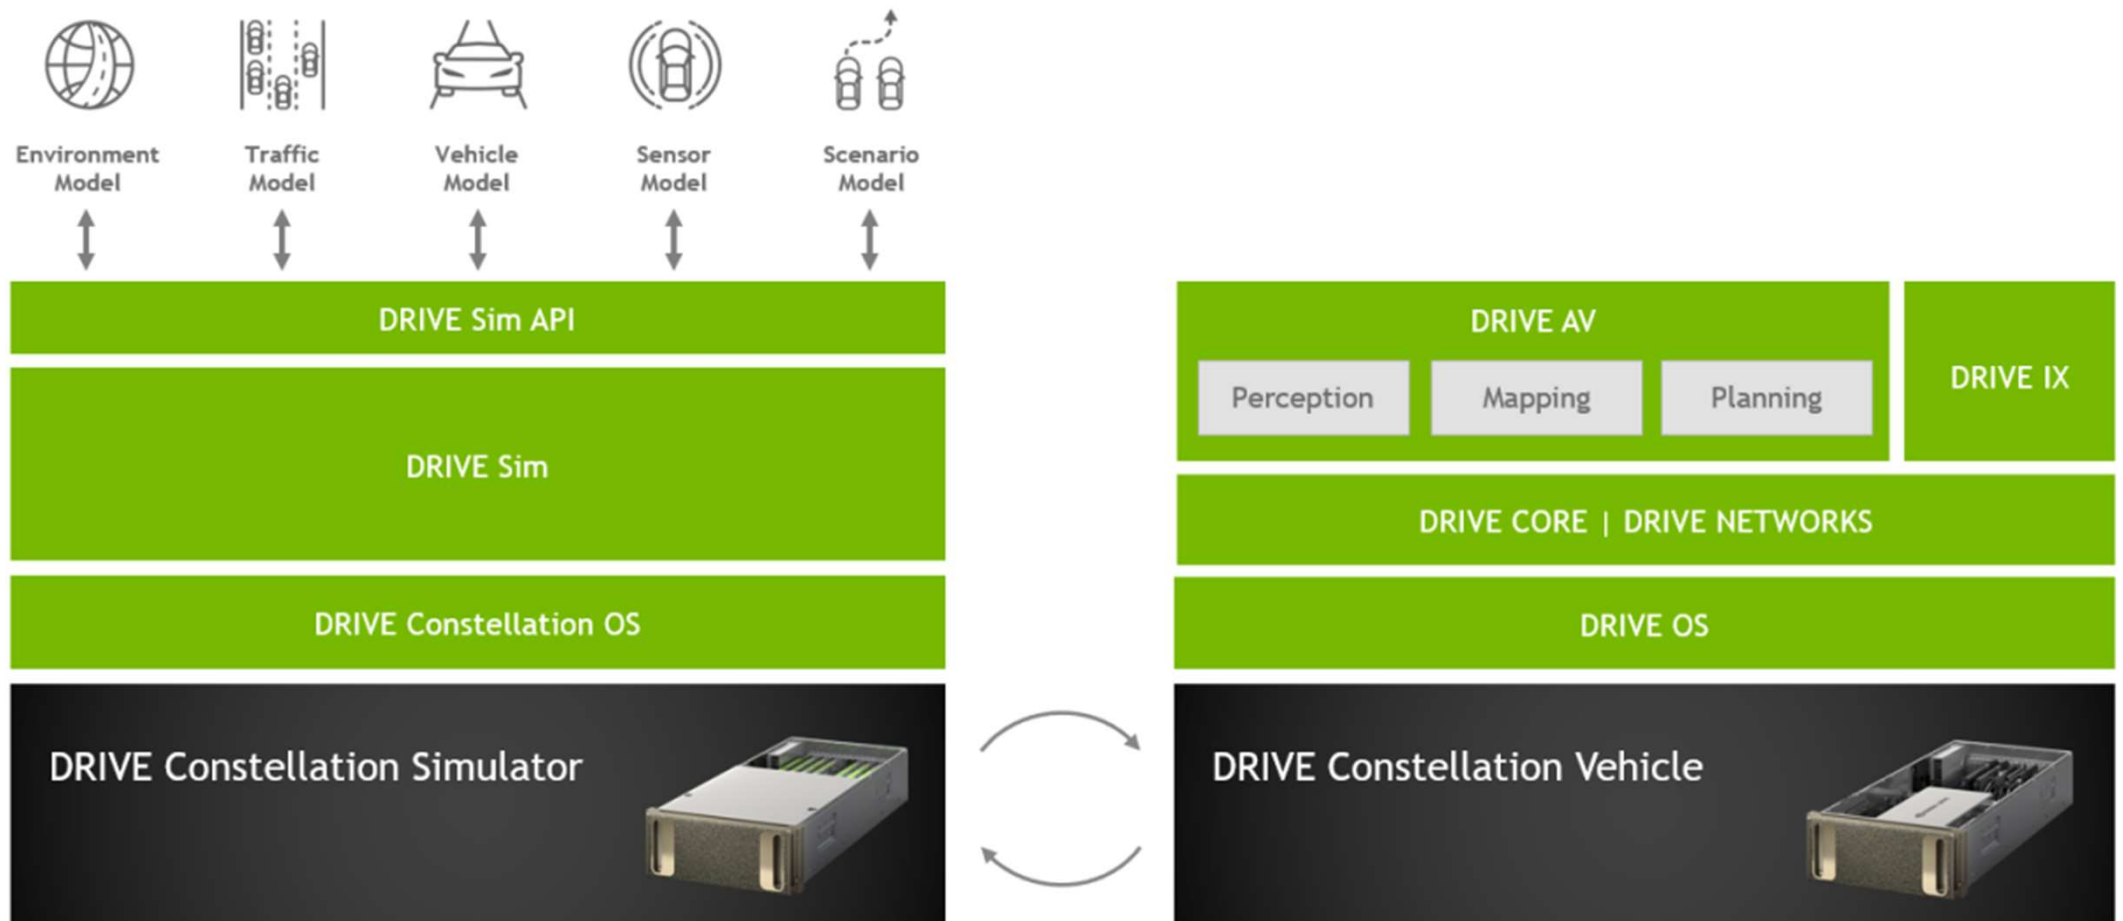 Environment
Model
Traffic
Model
Vehicle
Model
Sensor
Model
Scenario
Model
DRIVE Sim API
DRIVE Sim
DRIVE Constellation OS
DRIVE Constellation Simulator
DRIVE AV
Perception
Mapping
Planning
DRIVE IX
DRIVE CORE | DRIVE NETWORKS
DRIVE OS
DRIVE Constellation Vehicle